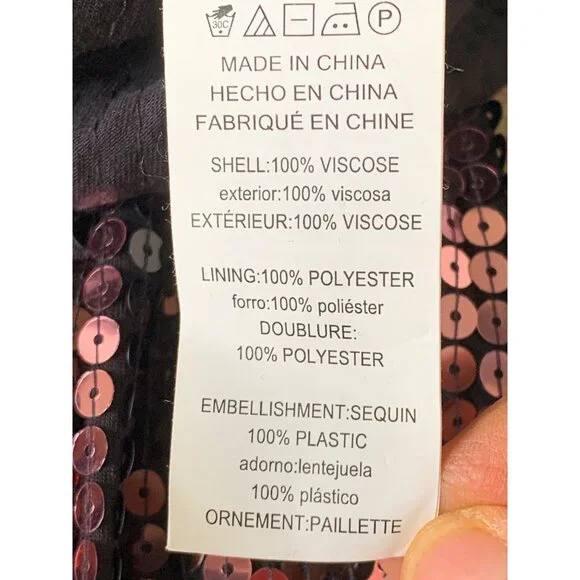 30C P
MADE IN CHINA
HECHO EN CHINA
FABRIQUÉ EN CHINE
SHELL:100% VISCOSE
exterior:100% viscosa
EXTÉRIEUR:100% VISCOSE
LINING:100% POLYESTER
forro:100% poliéster
DOUBLURE:
100% POLYESTER
EMBELLISHMENT:SEQUIN
100% PLASTIC
adorno:lentejuela
100% plástico
ORNEMENT:PAILLETTE